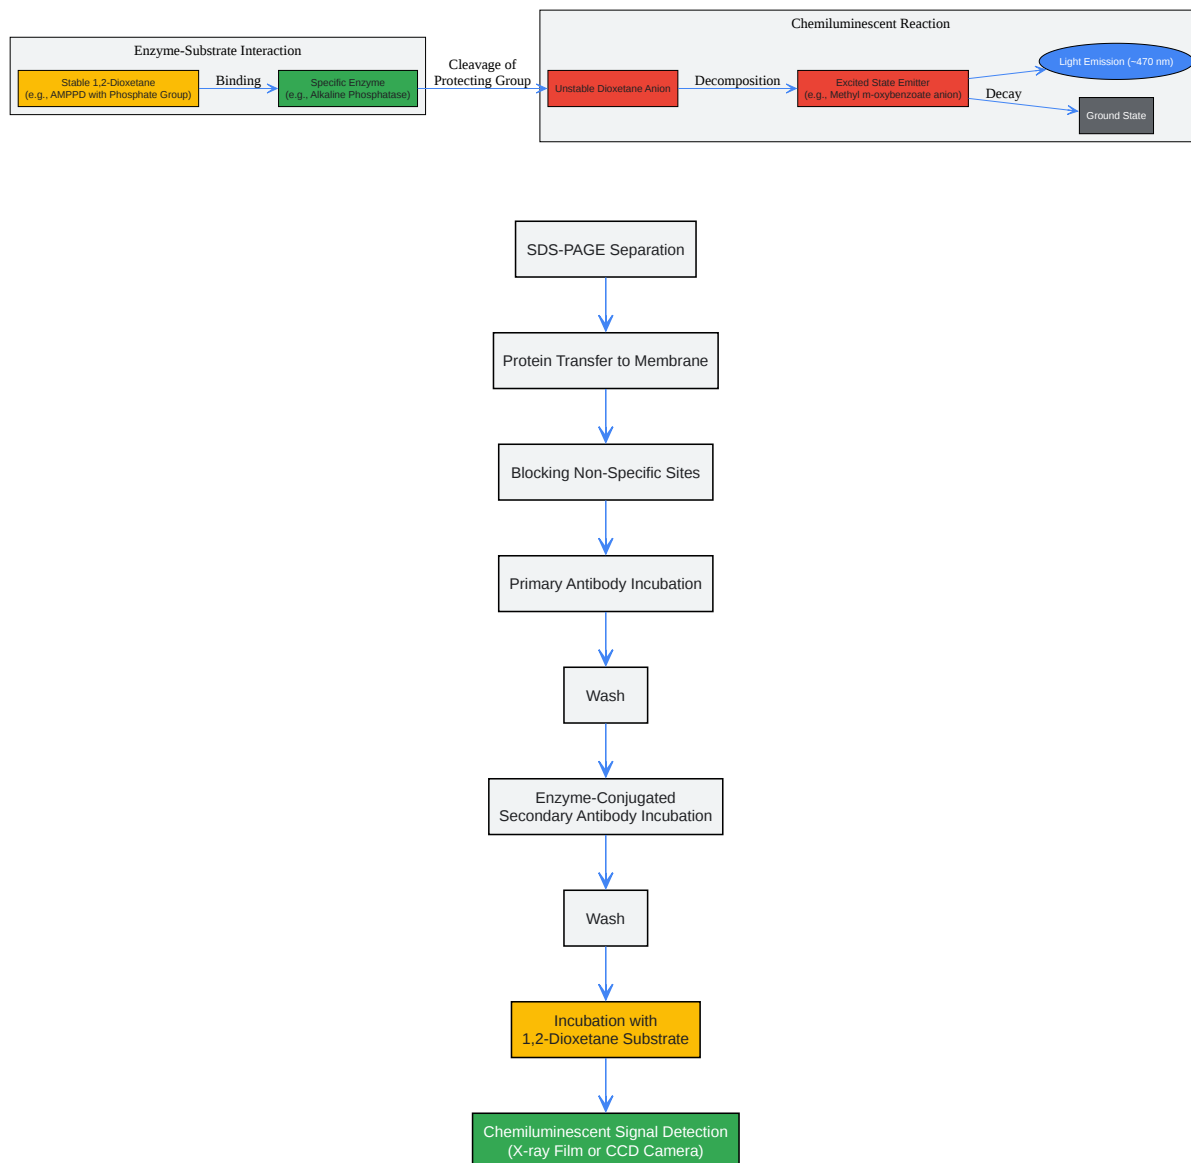 Enzyme-Substrate Interaction
Stable 1,2-Dioxetane
(e.g., AMPPD with Phosphate Group)
Binding
Specific Enzyme
(e.g., Alkaline Phosphatase)
Cleavage of
Protecting Group
Chemiluminescent Reaction
Unstable Dioxetane Anion
Decomposition
Excited State Emitter
(e.g., Methyl m-oxybenzoate anion)
Light Emission (~470 nm)
Decay
Ground State
SDS-PAGE Separation
Protein Transfer to Membrane
Blocking Non-Specific Sites
Primary Antibody Incubation
Wash
Enzyme-Conjugated
Secondary Antibody Incubation
Wash
Incubation with
1,2-Dioxetane Substrate
Chemiluminescent Signal Detection
(X-ray Film or CCD Camera)